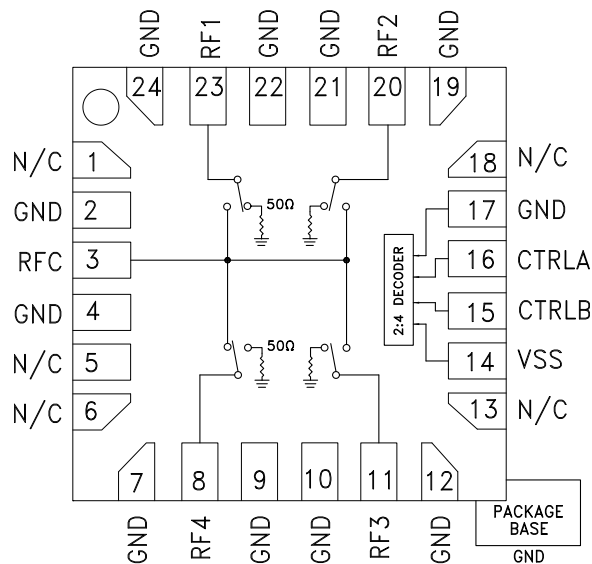 GND RF1 GND GND RF2 GND
24 23 22 21 20 19
N/C 1
GND 2
RFC 3
GND 4
N/C 5
N/C 6
18 N/C
17 GND
16 CTRLA
15 CTRLB
14 VSS
13 N/C
50Ω
2:4 DECODER
50Ω
7 8 9 10 11 12
GND RF4 GND GND RF3 GND
PACKAGE
BASE
GND